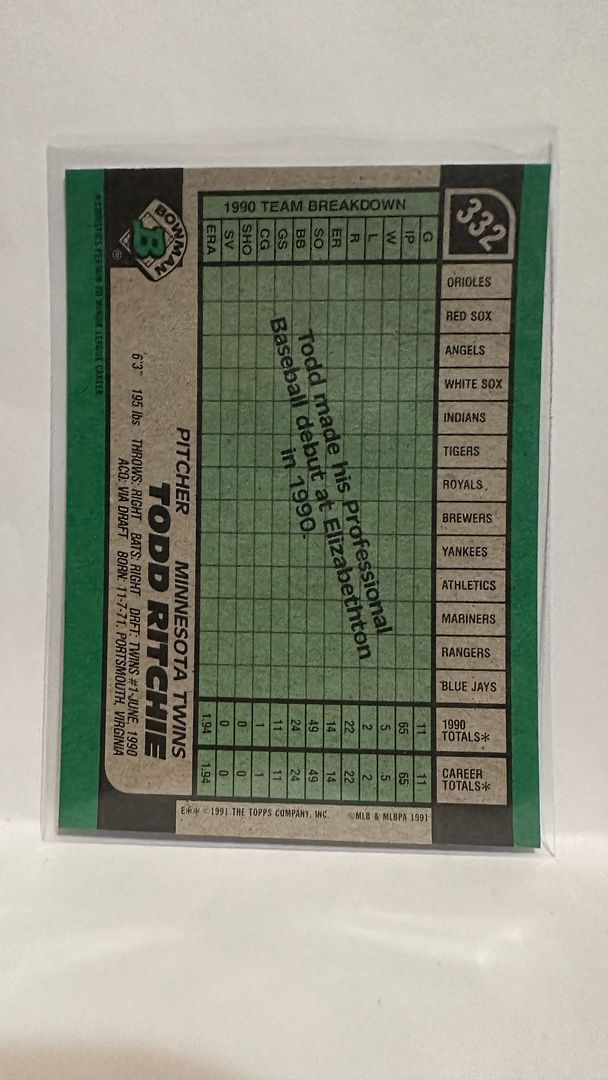 332
ORIOLES
RED SOX
ANGELS
WHITE SOX
INDIANS
TIGERS
ROYALS
BREWERS
YANKEES
ATHLETICS
MARINERS
RANGERS
BLUE JAYS
1990 TOTALS*
CAREER TOTALS*
1990 TEAM BREAKDOWN
G IP W L R ER SO BB GS CG SHO SV ERA
11 65 5 2 22 14 49 24 11 1 0 0 1.94
11 65 5 2 22 14 49 24 11 1 0 0 1.94
Todd made his Professional
Baseball debut at Elizabethton
in 1990.
E** ©1991 THE TOPPS COMPANY, INC. ©MLB & MLBPA 1991
BOWMAN
B
®
PITCHER MINNESOTA TWINS
TODD RITCHIE
6'3" 195 lbs THROWS: RIGHT BATS: RIGHT DRFT: TWINS #1-JUNE, 1990
ACQ: VIA DRAFT BORN: 11-7-71, PORTSMOUTH, VIRGINIA
MINOR LEAGUE CAREER